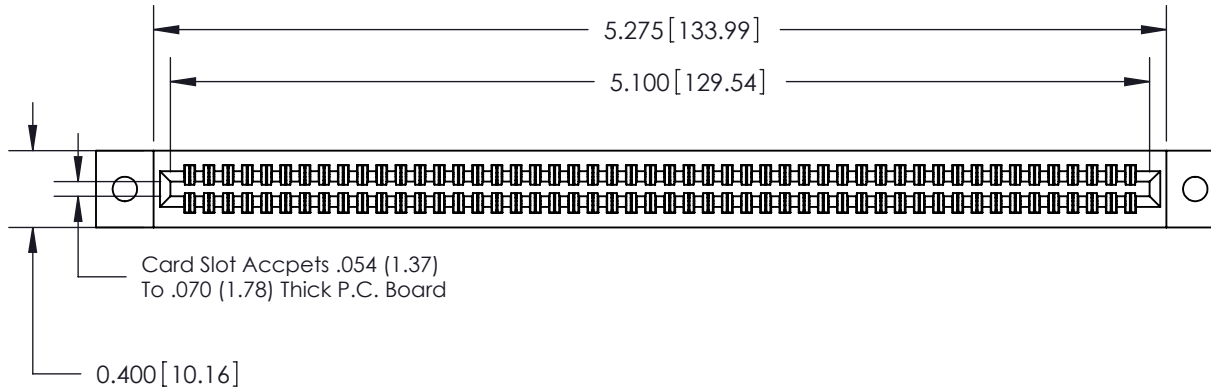 5.275[133.99]
5.100[129.54]
Card Slot Accpets .054 (1.37)
To .070 (1.78) Thick P.C. Board
0.400[10.16]